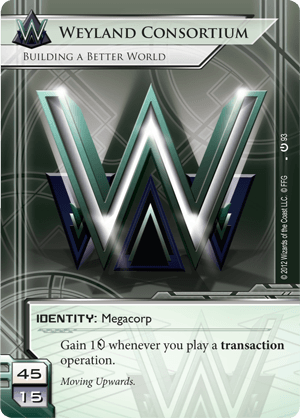 WEYLAND CONSORTIUM
BUILDING A BETTER WORLD
W
93
© 2012 Wizards of the Coast LLC. © FFG
IDENTITY: Megacorp
Gain 1 whenever you play a transaction
operation.
Moving Upwards.
45
15